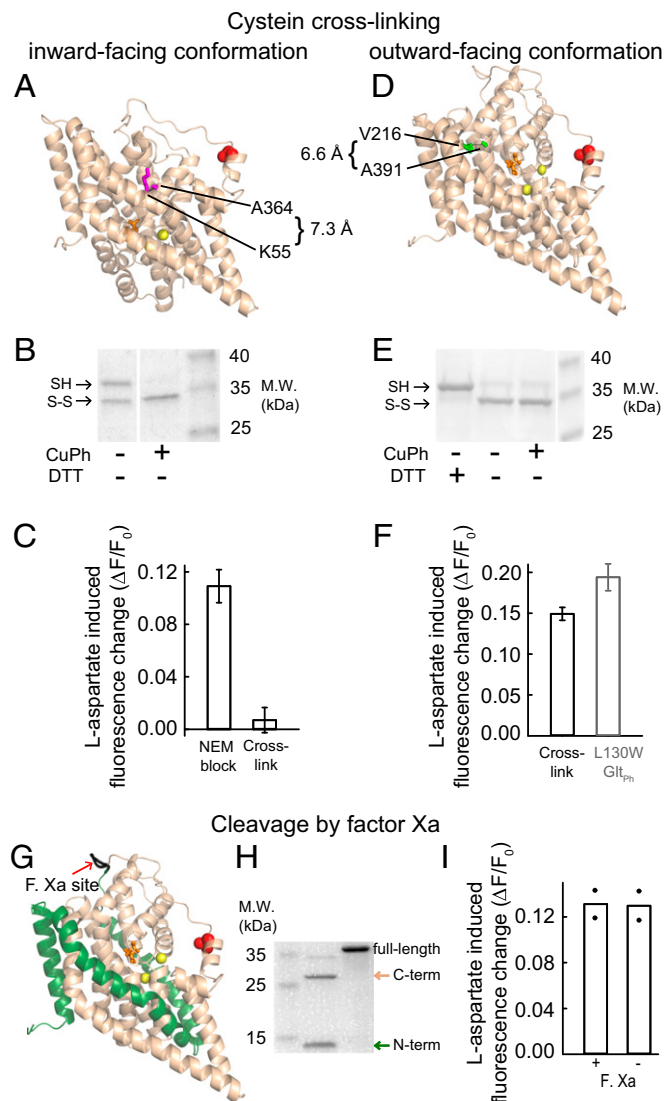 Cystein cross-linking
inward-facing conformation
outward-facing conformation
A
A364
K55
7.3 Å
D
V216
A391
6.6 Å
B
SH
S-S
40
35
25
M.W.
(kDa)
CuPh - +
DTT - -
E
SH
S-S
40
35
25
M.W.
(kDa)
CuPh - - +
DTT + - -
C
L-aspartate induced
fluorescence change (ΔF/F0)
0.12
0.08
0.04
0.00
NEM
block
Cross-
link
F
L-aspartate induced
fluorescence change (ΔF/F0)
0.20
0.15
0.10
0.05
0.00
Cross-
link
L130W
GltPh
Cleavage by factor Xa
G
F. Xa site
H
M.W.
(kDa)
35
25
15
full-length
C-term
N-term
I
L-aspartate induced
fluorescence change (ΔF/F0)
0.12
0.08
0.04
0.00
+ -
F. Xa